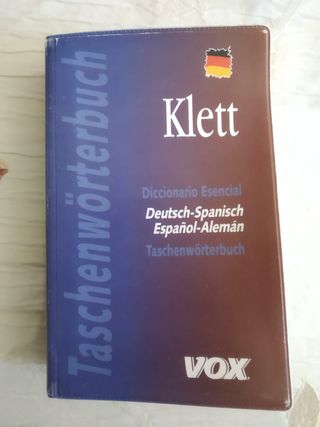 Taschenwörterbuch
Klett
Diccionario Esencial
Deutsch-Spanisch
Español-Alemán
Taschenwörterbuch
VOX